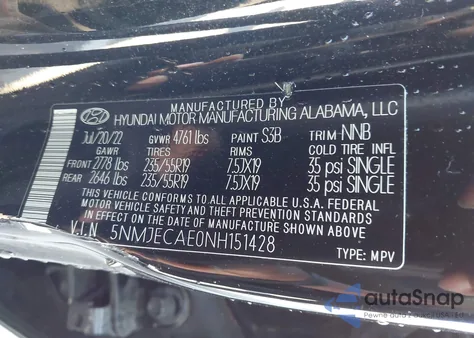 MANUFACTURED BY
HYUNDAI MOTOR MANUFACTURING ALABAMA, LLC
Jul/20/22 GVWR 4761 lbs PAINT S3B TRIM NNB
GAWR TIRES RIMS COLD TIRE INFL
FRONT 2778 lbs 235/55R19 7.5JX19 35 psi SINGLE
REAR 2646 lbs 235/55R19 7.5JX19 35 psi SINGLE
THIS VEHICLE CONFORMS TO ALL APPLICABLE U.S.A. FEDERAL
MOTOR VEHICLE SAFETY AND THEFT PREVENTION STANDARDS
IN EFFECT ON THE DATE OF MANUFACTURE SHOWN ABOVE.
V.I.N 5NMJECAE0NH151428
TYPE: MPV
autoSnap
Pewne auto